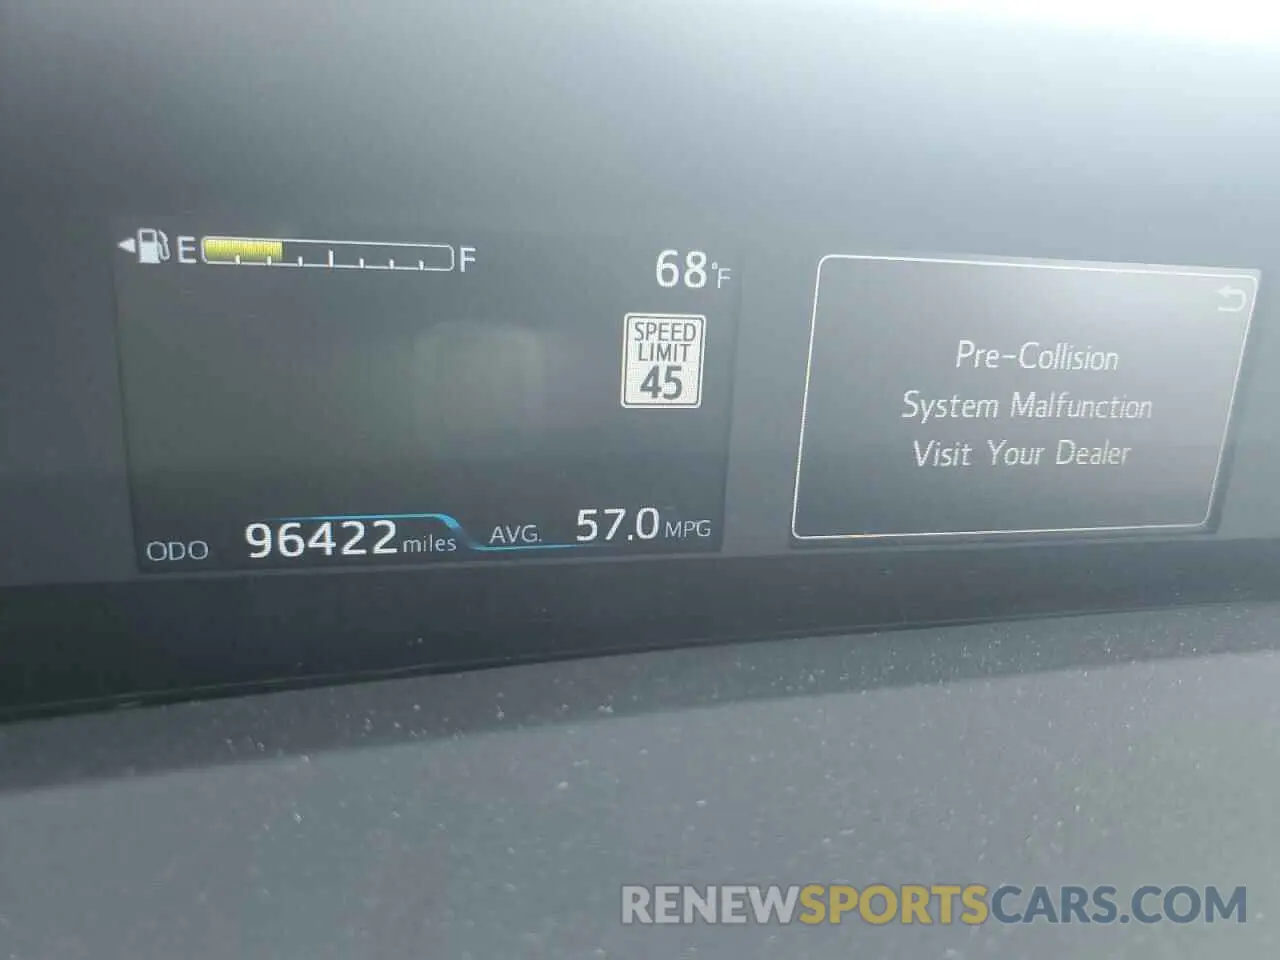 E F
68°F
SPEED
LIMIT
45
ODO 96422 miles AVG. 57.0 MPG
Pre-Collision
System Malfunction
Visit Your Dealer
RENEWSPORTSCARS.COM